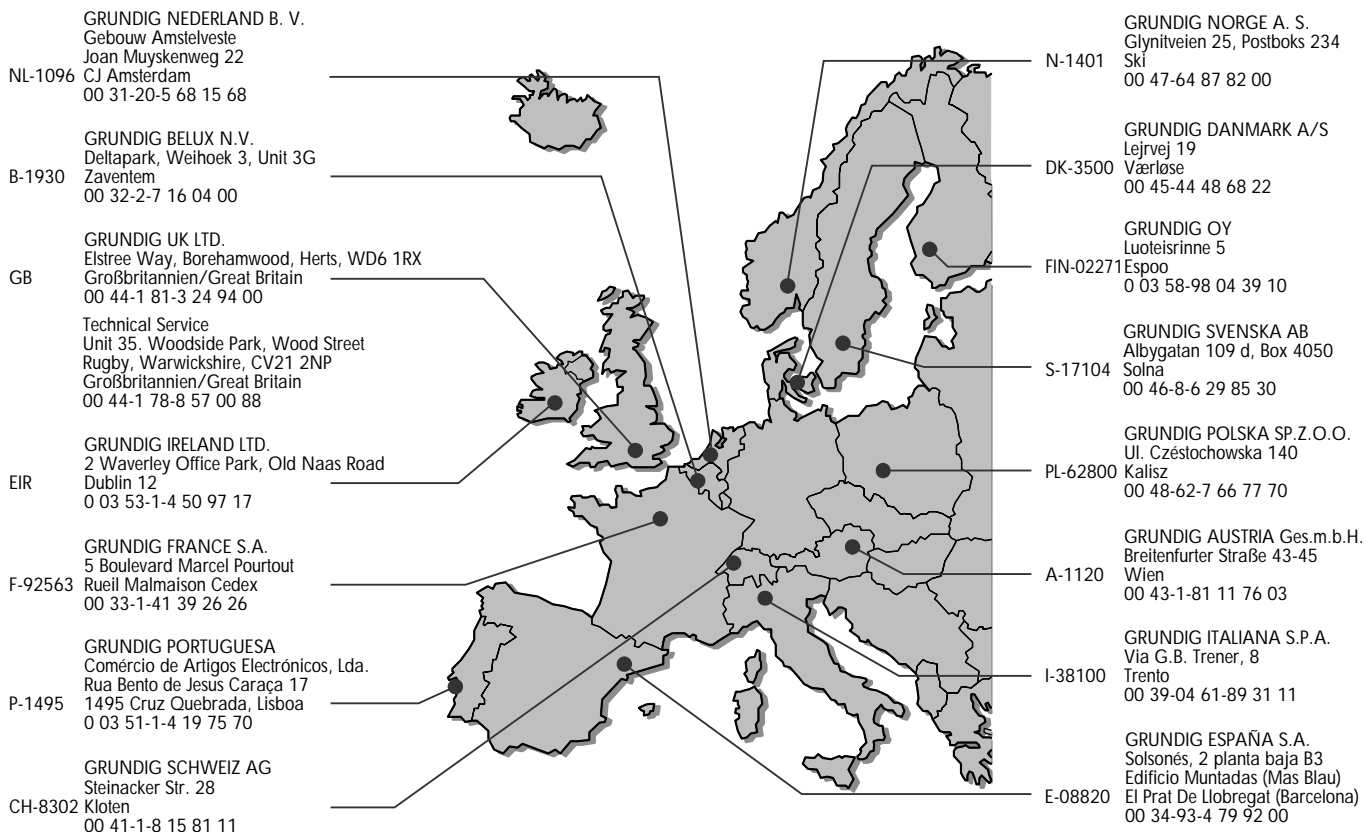 GRUNDIG NEDERLAND B. V.
Gebouw Amstelveste
Joan Muyskenweg 22
NL-1096 CJ Amsterdam
00 31-20-5 68 15 68
GRUNDIG BELUX N.V.
Deltapark, Weihoek 3, Unit 3G
B-1930 Zaventem
00 32-2-7 16 04 00
GRUNDIG UK LTD.
Elstree Way, Borehamwood, Herts, WD6 1RX
GB Großbritannien/Great Britain
00 44-1 81-3 24 94 00
Technical Service
Unit 35. Woodside Park, Wood Street
Rugby, Warwickshire, CV21 2NP
Großbritannien/Great Britain
00 44-1 78-8 57 00 88
GRUNDIG IRELAND LTD.
2 Waverley Office Park, Old Naas Road
EIR Dublin 12
0 03 53-1-4 50 97 17
GRUNDIG FRANCE S.A.
5 Boulevard Marcel Pourtout
F-92563 Rueil Malmaison Cedex
00 33-1-41 39 26 26
GRUNDIG PORTUGUESA
Comércio de Artigos Electrónicos, Lda.
Rua Bento de Jesus Caraça 17
P-1495 1495 Cruz Quebrada, Lisboa
0 03 51-1-4 19 75 70
GRUNDIG SCHWEIZ AG
Steinacker Str. 28
CH-8302 Kloten
00 41-1-8 15 81 11
GRUNDIG NORGE A. S.
Glynitveien 25, Postboks 234
N-1401 Ski
00 47-64 87 82 00
GRUNDIG DANMARK A/S
Lejrvej 19
DK-3500 Værløse
00 45-44 48 68 22
GRUNDIG OY
Luoteisrinne 5
FIN-02271 Espoo
0 03 58-98 04 39 10
GRUNDIG SVENSKA AB
Albygatan 109 d, Box 4050
S-17104 Solna
00 46-8-6 29 85 30
GRUNDIG POLSKA SP.Z.O.O.
Ul. Czéstochowska 140
PL-62800 Kalisz
00 48-62-7 66 77 70
GRUNDIG AUSTRIA Ges.m.b.H.
Breitenfurter Straße 43-45
A-1120 Wien
00 43-1-81 11 76 03
GRUNDIG ITALIANA S.P.A.
Via G.B. Trener, 8
I-38100 Trento
00 39-04 61-89 31 11
GRUNDIG ESPAÑA S.A.
Solsonés, 2 planta baja B3
Edificio Muntadas (Mas Blau)
E-08820 El Prat De Llobregat (Barcelona)
00 34-93-4 79 92 00